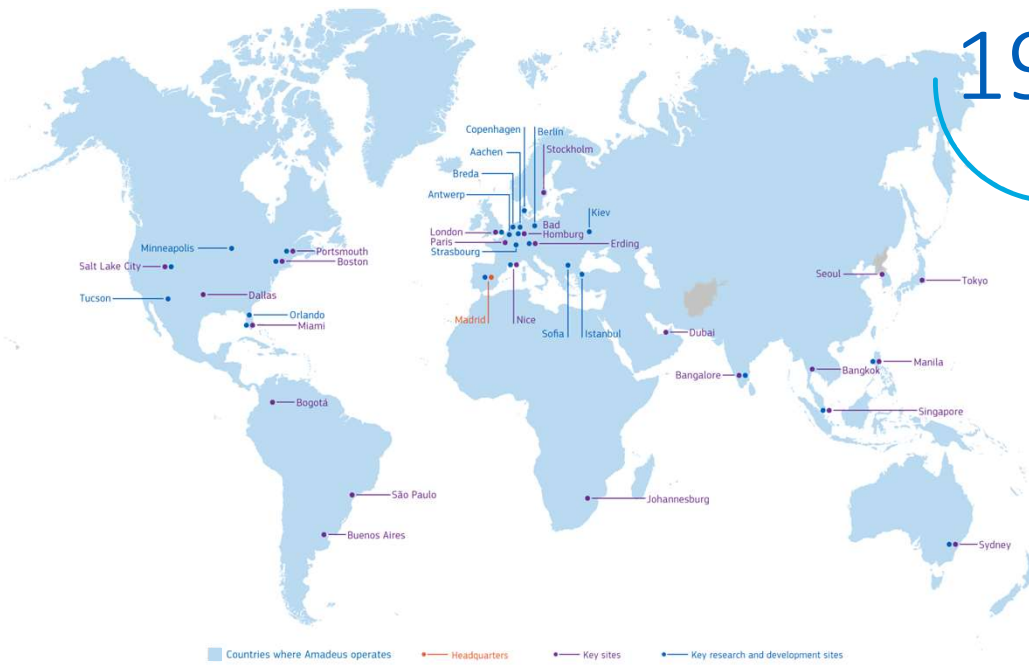 19
Copenhagen
Berlin
Aachen
Stockholm
Breda
Antwerp
Kiev
London
Bad
Homburg
Paris
Erding
Strasbourg
Minneapolis
Portsmouth
Salt Lake City
Boston
Seoul
Tokyo
Tucson
Dallas
Orlando
Miami
Madrid
Nice
Sofia
Istanbul
Dubai
Manila
Bangalore
Bangkok
Bogotá
Singapore
São Paulo
Johannesburg
Buenos Aires
Sydney
Countries where Amadeus operates
Headquarters
Key sites
Key research and development sites